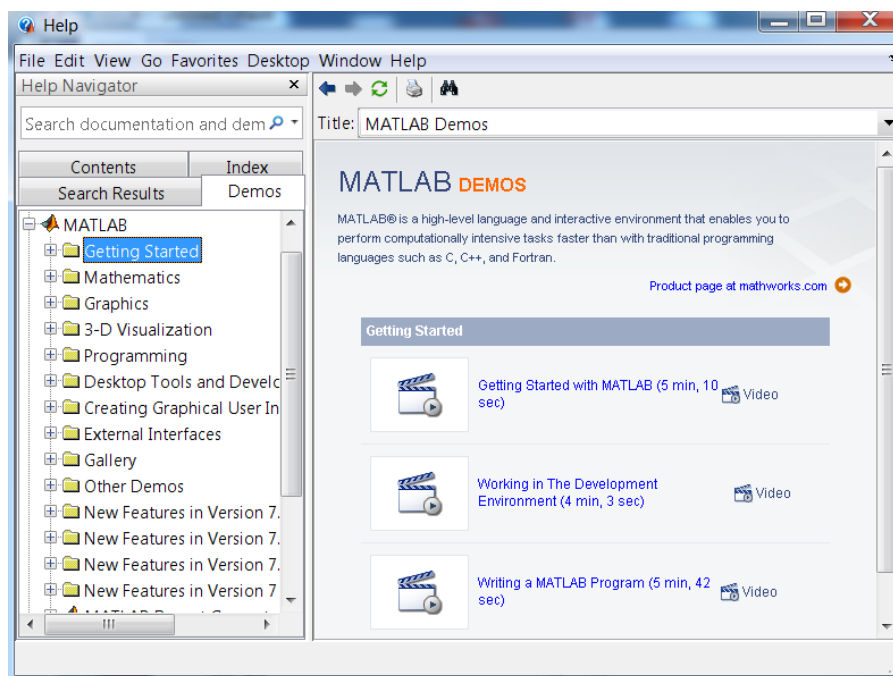 Help
File Edit View Go Favorites Desktop Window Help
Help Navigator
Search documentation and dem
Contents
Index
Search Results
Demos
MATLAB
Getting Started
Mathematics
Graphics
3-D Visualization
Programming
Desktop Tools and Develc
Creating Graphical User In
External Interfaces
Gallery
Other Demos
New Features in Version 7.
New Features in Version 7.
New Features in Version 7.
New Features in Version 7
Title: MATLAB Demos
MATLAB DEMOS
MATLAB® is a high-level language and interactive environment that enables you to
perform computationally intensive tasks faster than with traditional programming
languages such as C, C++, and Fortran.
Product page at mathworks.com
Getting Started
Getting Started with MATLAB (5 min, 10
sec)
Video
Working in The Development
Environment (4 min, 3 sec)
Video
Writing a MATLAB Program (5 min, 42
sec)
Video